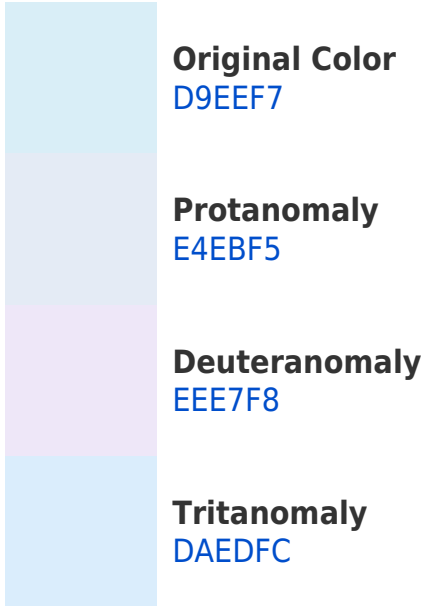 Original Color
D9EEF7
Protanomaly
E4EBF5
Deuteranomaly
EEE7F8
Tritanomaly
DAEDFC